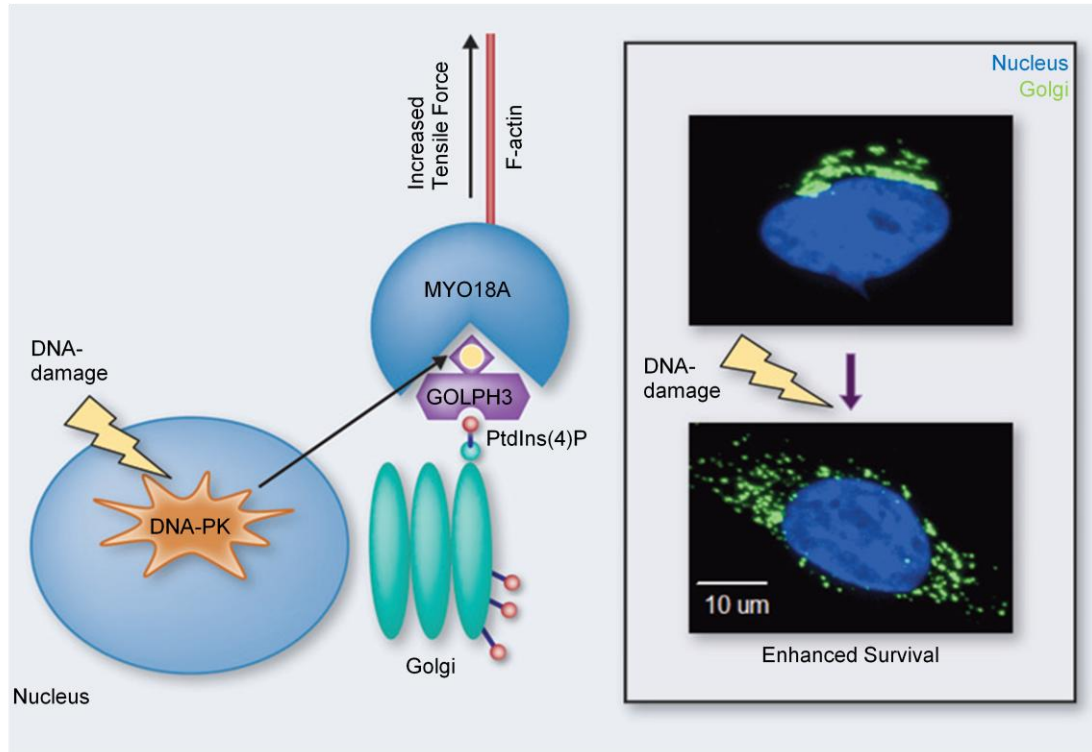 Increased
Tensile Force
F-actin
MYO18A
GOLPH3
PtdIns(4)P
DNA-
damage
DNA-PK
Nucleus
Golgi
Nucleus
Golgi
DNA-
damage
10 um
Enhanced Survival